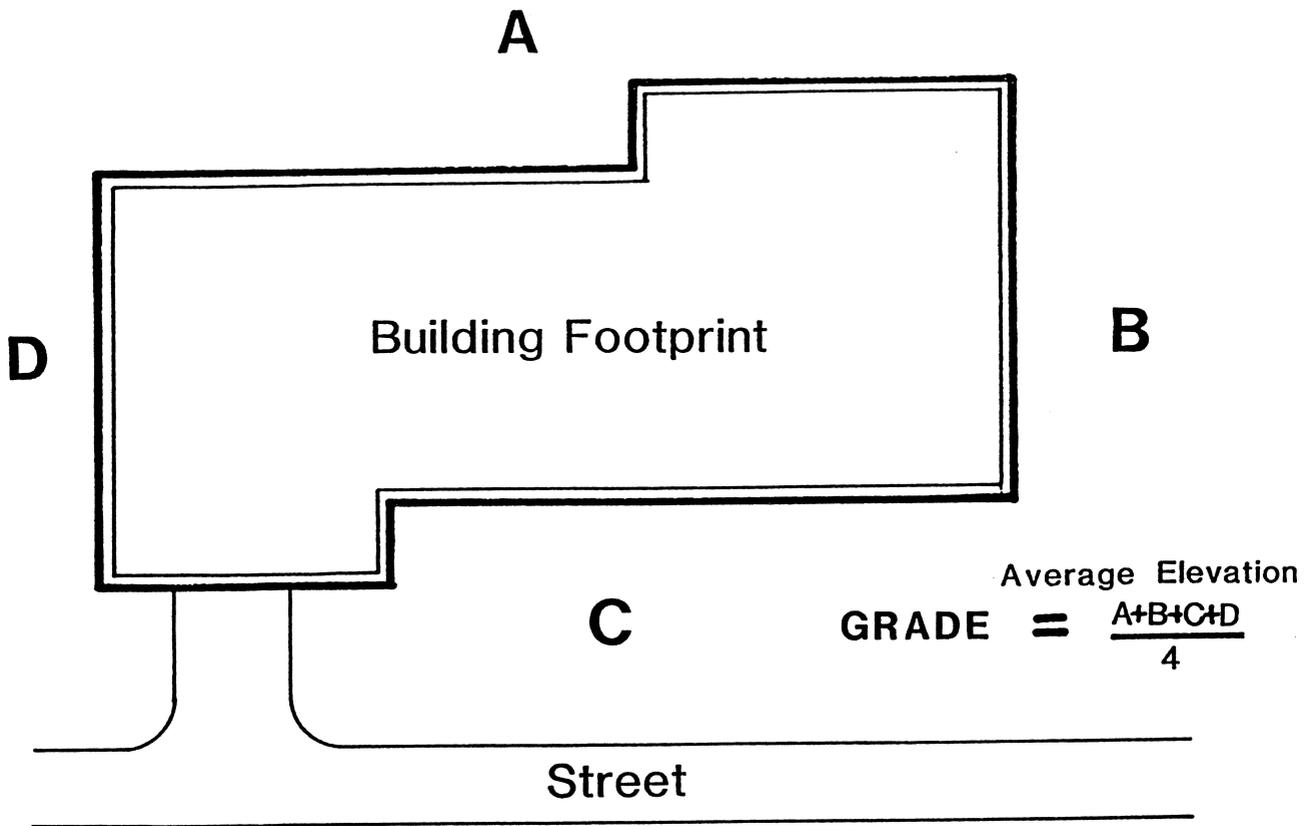 A
D
Building Footprint
B
Average Elevation
C
GRADE = A+B+C+D
4
Street